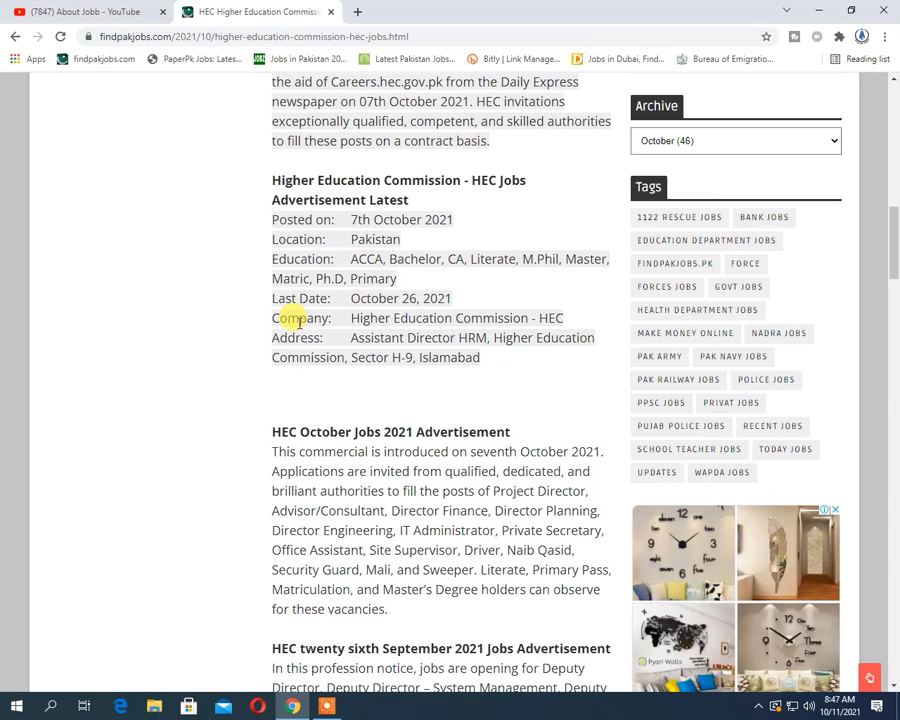 (7847) About Jobb - YouTube
HEC Higher Education Commissi
findpakjobs.com/2021/10/higher-education-commission-hec-jobs.html
Apps
findpakjobs.com
PaperPk Jobs: Lates...
Jobs in Pakistan 20...
Latest Pakistan Jobs...
Bitly | Link Manage...
Jobs in Dubai, Find...
Bureau of Emigratio...
Reading list
the aid of Careers.hec.gov.pk from the Daily Express
newspaper on 07th October 2021. HEC invitations
exceptionally qualified, competent, and skilled authorities
to fill these posts on a contract basis.
Higher Education Commission - HEC Jobs
Advertisement Latest
Posted on: 7th October 2021
Location: Pakistan
Education: ACCA, Bachelor, CA, Literate, M.Phil, Master,
Matric, Ph.D, Primary
Last Date: October 26, 2021
Company: Higher Education Commission - HEC
Address: Assistant Director HRM, Higher Education
Commission, Sector H-9, Islamabad
HEC October Jobs 2021 Advertisement
This commercial is introduced on seventh October 2021.
Applications are invited from qualified, dedicated, and
brilliant authorities to fill the posts of Project Director,
Advisor/Consultant, Director Finance, Director Planning,
Director Engineering, IT Administrator, Private Secretary,
Office Assistant, Site Supervisor, Driver, Naib Qasid,
Security Guard, Mali, and Sweeper. Literate, Primary Pass,
Matriculation, and Master's Degree holders can observe
for these vacancies.
HEC twenty sixth September 2021 Jobs Advertisement
In this profession notice, jobs are opening for Deputy
Director, Deputy Director – System Management, Deputy
Archive
October (46)
Tags
1122 RESCUE JOBS
BANK JOBS
EDUCATION DEPARTMENT JOBS
FINDPAKJOBS.PK
FORCE
FORCES JOBS
GOVT JOBS
HEALTH DEPARTMENT JOBS
MAKE MONEY ONLINE
NADRA JOBS
PAK ARMY
PAK NAVY JOBS
PAK RAILWAY JOBS
POLICE JOBS
PPSC JOBS
PRIVAT JOBS
PUJAB POLICE JOBS
RECENT JOBS
SCHOOL TEACHER JOBS
TODAY JOBS
UPDATES
WAPDA JOBS
Pyari Walls
8:47 AM
10/11/2021